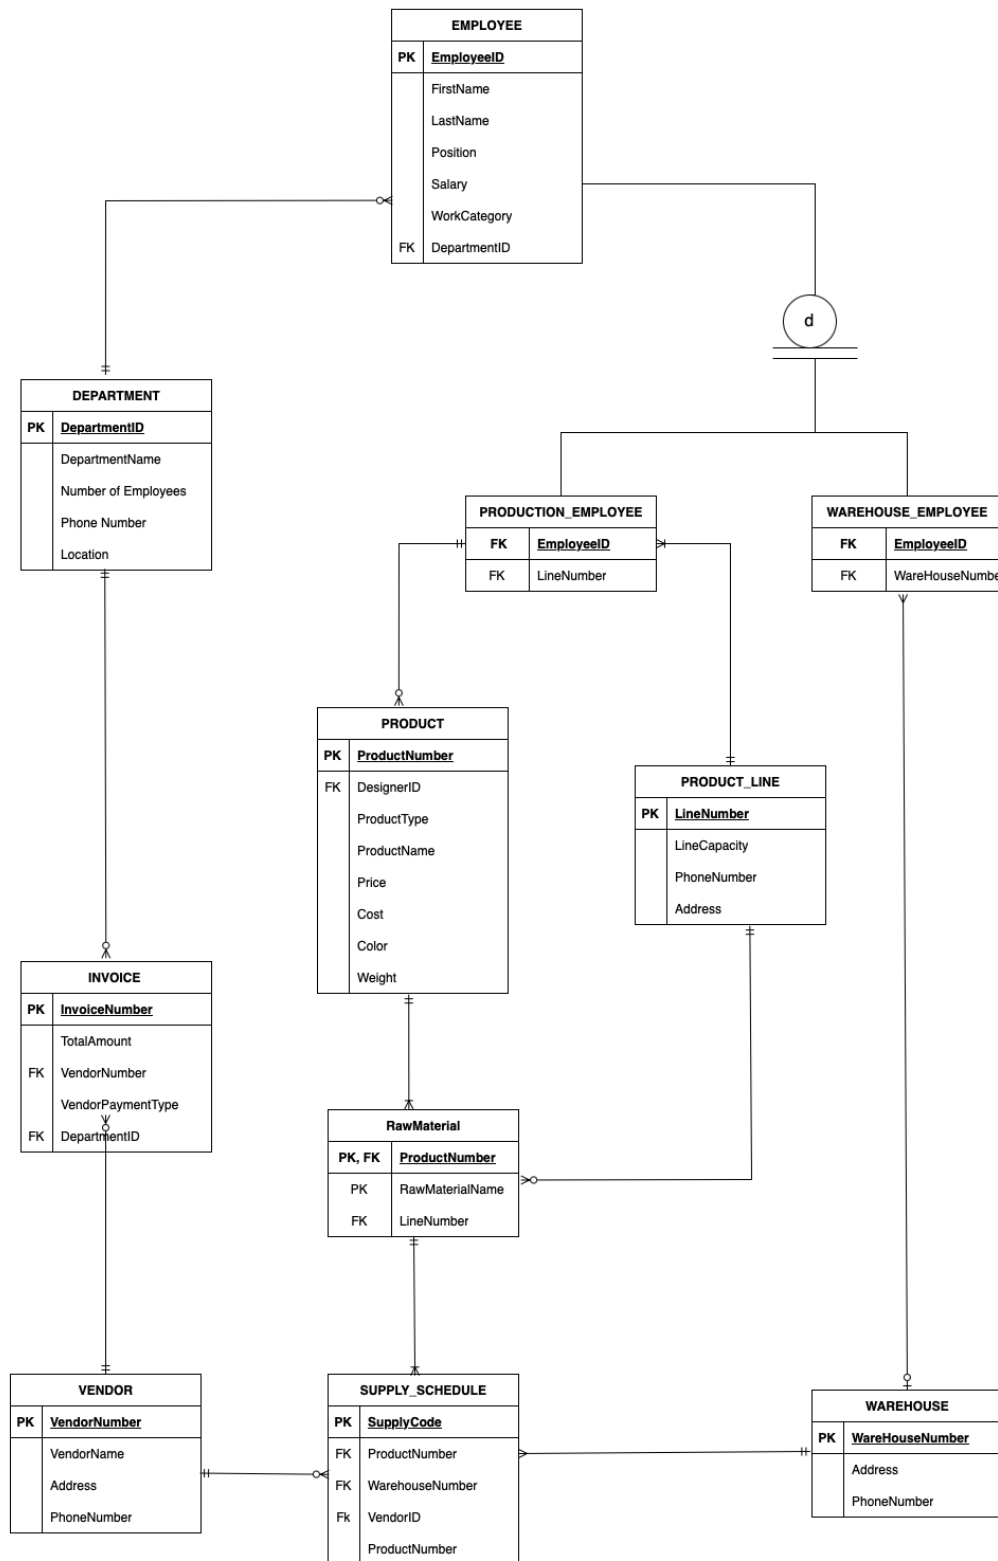 EMPLOYEE
PK EmployeeID
FirstName
LastName
Position
Salary
WorkCategory
FK DepartmentID
d
DEPARTMENT
PK DepartmentID
DepartmentName
Number of Employees
Phone Number
Location
PRODUCTION_EMPLOYEE
FK EmployeeID
FK LineNumber
WAREHOUSE_EMPLOYEE
FK EmployeeID
FK WareHouseNumbe
PRODUCT
PK ProductNumber
FK DesignerID
ProductType
ProductName
Price
Cost
Color
Weight
PRODUCT_LINE
PK LineNumber
LineCapacity
PhoneNumber
Address
INVOICE
PK InvoiceNumber
TotalAmount
FK VendorNumber
VendorPaymentType
FK DepartmentID
RawMaterial
PK, FK ProductNumber
PK RawMaterialName
FK LineNumber
VENDOR
PK VendorNumber
VendorName
Address
PhoneNumber
SUPPLY_SCHEDULE
PK SupplyCode
FK ProductNumber
FK WarehouseNumber
Fk VendorID
ProductNumber
WAREHOUSE
PK WareHouseNumber
Address
PhoneNumber